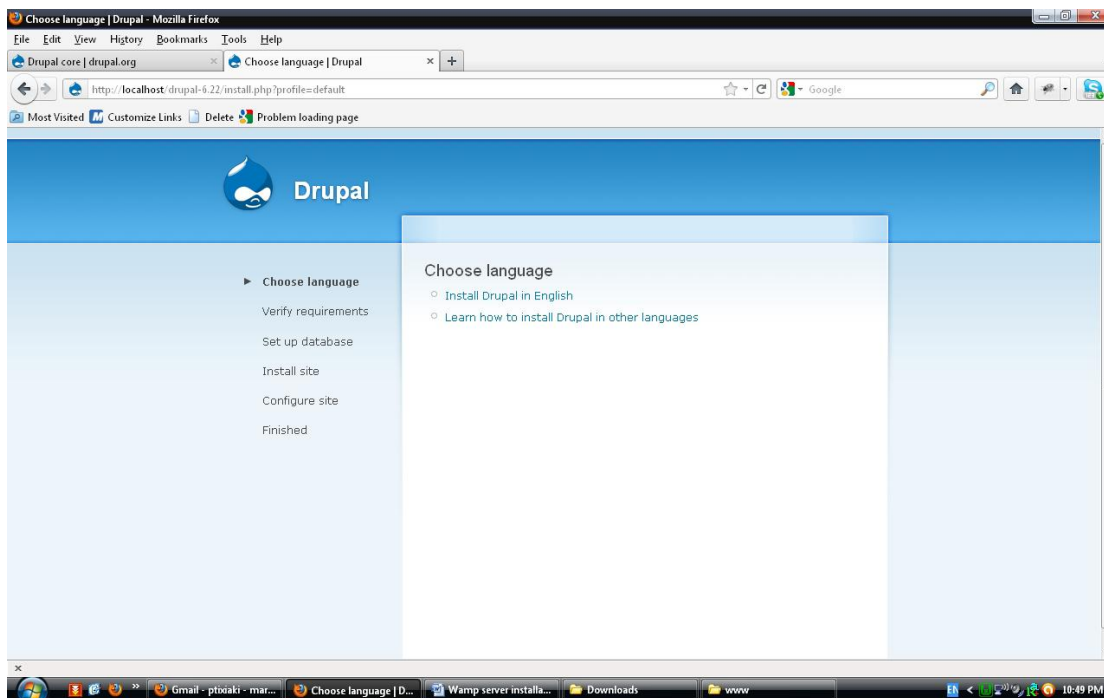 Choose language | Drupal - Mozilla Firefox
File Edit View History Bookmarks Tools Help
Drupal core | drupal.org × Choose language | Drupal × +
http://localhost/drupal-6.22/install.php?profile=default Google
Most Visited Customize Links Delete Problem loading page
Drupal
Choose language
Verify requirements
Set up database
Install site
Configure site
Finished
Choose language
Install Drupal in English
Learn how to install Drupal in other languages
×
Gmail - ptixiaki - mar... Choose language | D... Wamp server installa... Downloads www EN 10:49 PM